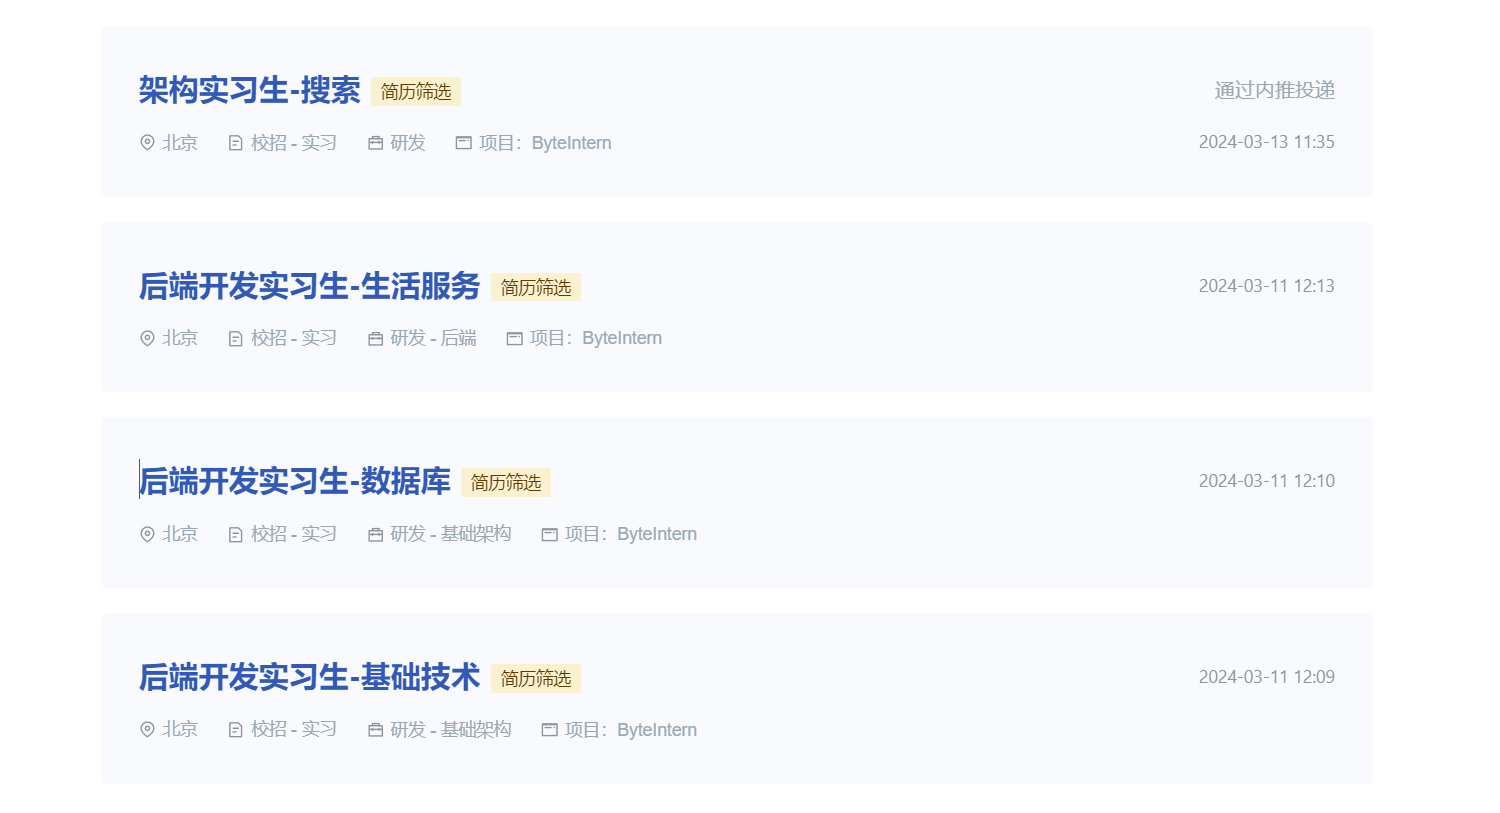 架构实习生-搜索 简历筛选 通过内推投递
北京 校招 - 实习 研发 项目：ByteIntern 2024-03-13 11:35
后端开发实习生-生活服务 简历筛选 2024-03-11 12:13
北京 校招 - 实习 研发 - 后端 项目：ByteIntern
后端开发实习生-数据库 简历筛选 2024-03-11 12:10
北京 校招 - 实习 研发 - 基础架构 项目：ByteIntern
后端开发实习生-基础技术 简历筛选 2024-03-11 12:09
北京 校招 - 实习 研发 - 基础架构 项目：ByteIntern